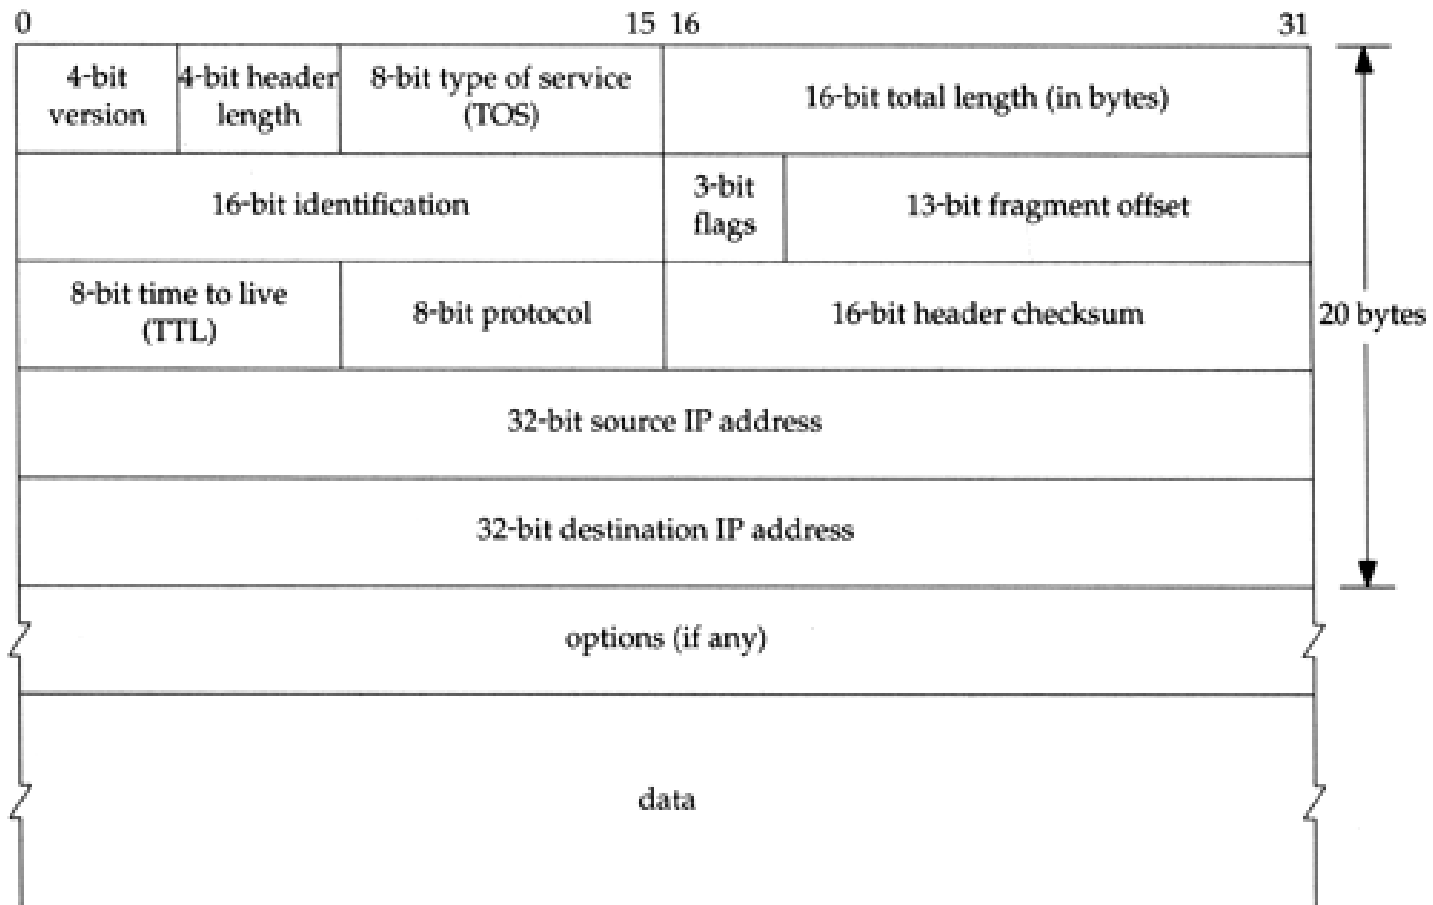 0 15 16 31
4-bit
version
4-bit header
length
8-bit type of service
(TOS)
16-bit total length (in bytes)
16-bit identification
3-bit
flags
13-bit fragment offset
8-bit time to live
(TTL)
8-bit protocol
16-bit header checksum
20 bytes
32-bit source IP address
32-bit destination IP address
options (if any)
data